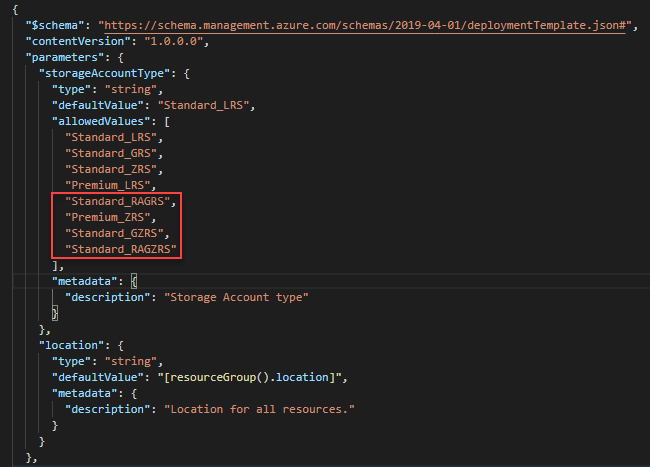 {
"$schema": "https://schema.management.azure.com/schemas/2019-04-01/deploymentTemplate.json#",
"contentVersion": "1.0.0.0",
"parameters": {
"storageAccountType": {
"type": "string",
"defaultValue": "Standard_LRS",
"allowedValues": [
"Standard_LRS",
"Standard_GRS",
"Standard_ZRS",
"Premium_LRS",
"Standard_RAGRS",
"Premium_ZRS",
"Standard_GZRS",
"Standard_RAGZRS"
],
"metadata": {
"description": "Storage Account type"
}
},
"location": {
"type": "string",
"defaultValue": "[resourceGroup().location]",
"metadata": {
"description": "Location for all resources."
}
}
},